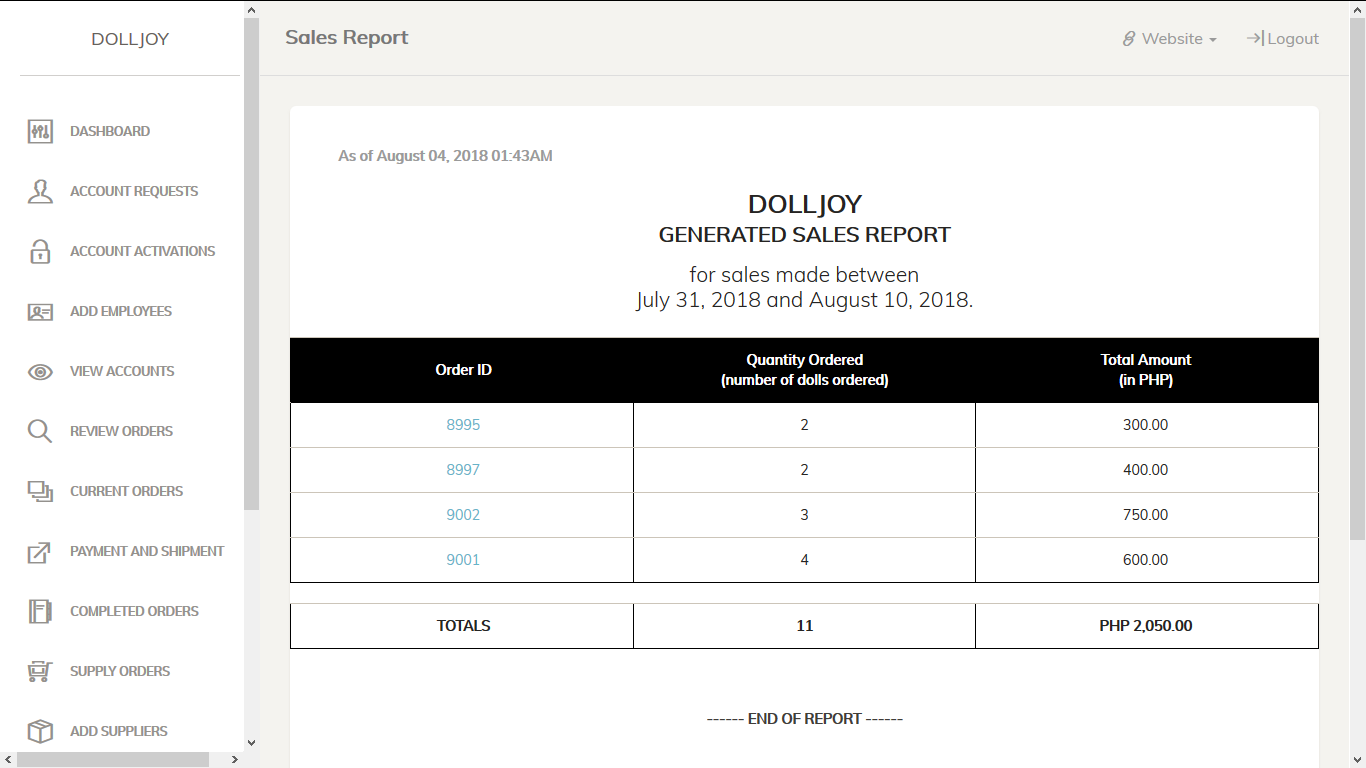 DOLLJOY
DASHBOARD
ACCOUNT REQUESTS
ACCOUNT ACTIVATIONS
ADD EMPLOYEES
VIEW ACCOUNTS
REVIEW ORDERS
CURRENT ORDERS
PAYMENT AND SHIPMENT
COMPLETED ORDERS
SUPPLY ORDERS
ADD SUPPLIERS
Sales Report
Website
Logout
As of August 04, 2018 01:43AM
DOLLJOY
GENERATED SALES REPORT
for sales made between
July 31, 2018 and August 10, 2018.
Order ID
Quantity Ordered
(number of dolls ordered)
Total Amount
(in PHP)
8995 2 300.00
8997 2 400.00
9002 3 750.00
9001 4 600.00
TOTALS 11 PHP 2,050.00
------ END OF REPORT ------